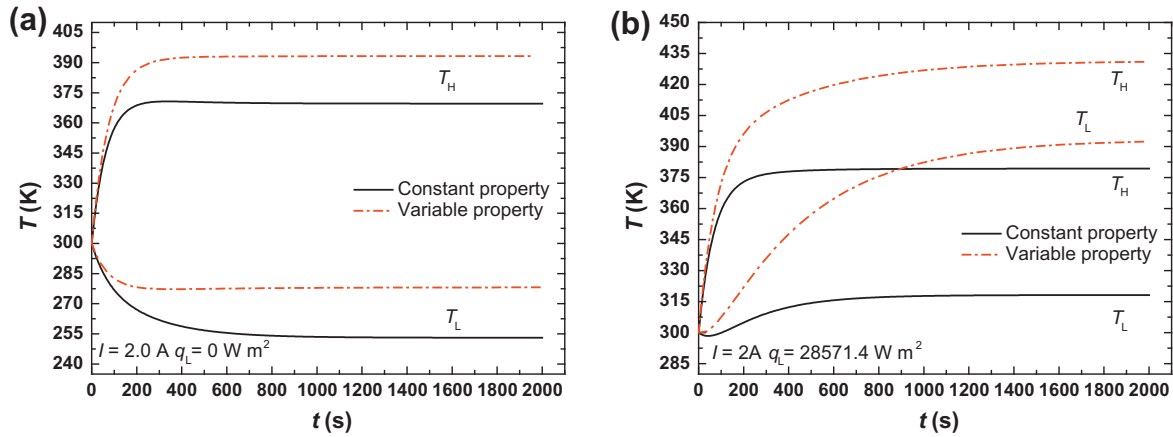 (a)
405
390
375
360
345
330
315
300
285
270
255
240
T (K)
T_H
Constant property
Variable property
T_L
I = 2.0 A q_L = 0 W m²
0 200 400 600 800 1000 1200 1400 1600 1800 2000
t (s)
(b)
450
435
420
405
390
375
360
345
330
315
300
285
T (K)
T_H
T_L
T_H
Constant property
Variable property
T_L
I = 2A q_L = 28571.4 W m²
0 200 400 600 800 1000 1200 1400 1600 1800 2000
t (s)